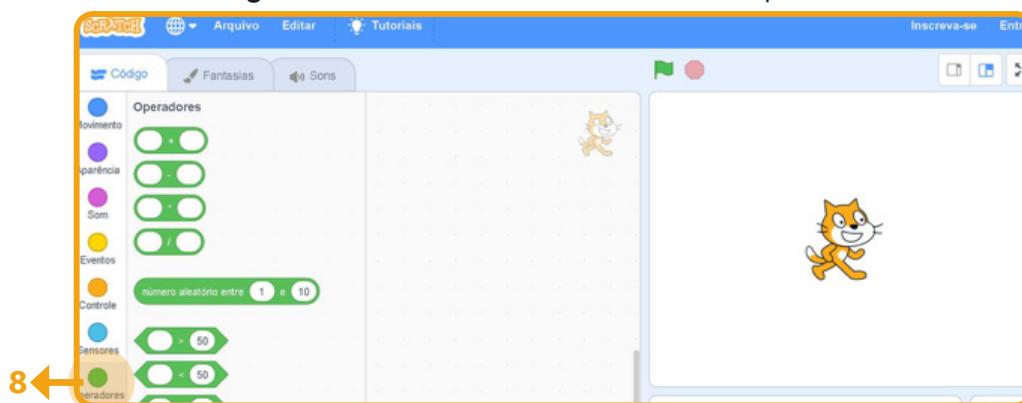 SCRATCH Arquivo Editar Tutoriais Inscreva-se
Código Fantasias Sons
Operadores
+
-
Som
*
Eventos
/
Controle
número aleatório entre 1 e 10
> 50
8
< 50